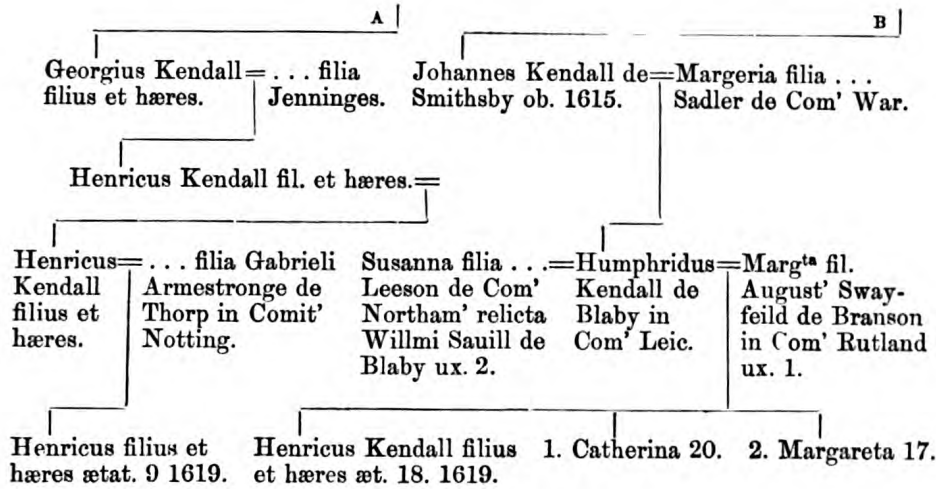 A
B
Georgius Kendall = . . . filia
filius et hæres. Jenninges.
Johannes Kendall de = Margeria filia . . .
Smithsby ob. 1615. Sadler de Com' War.
Henricus Kendall fil. et hæres. =
Henricus = . . . filia Gabrieli
Kendall Armestronge de
filius et Thorp in Comit'
hæres. Notting.
Susanna filia . . . = Humphridus = Margta fil.
Leeson de Com' Kendall de August' Sway-
Northam' relicta Blaby in feild de Branson
Willmi Sauill de Com' Leic. in Com' Rutland
Blaby ux. 2. ux. 1.
Henricus filius et
hæres ætat. 9 1619.
Henricus Kendall filius
et hæres æt. 18. 1619.
1. Catherina 20.
2. Margareta 17.